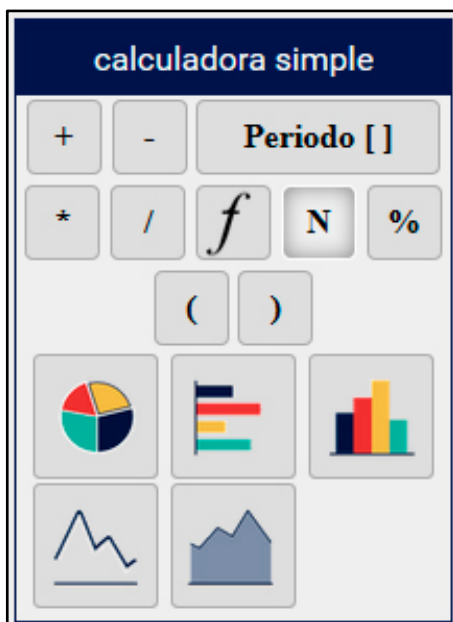 calculadora simple
+ - Periodo [ ]
* / f N %
( )